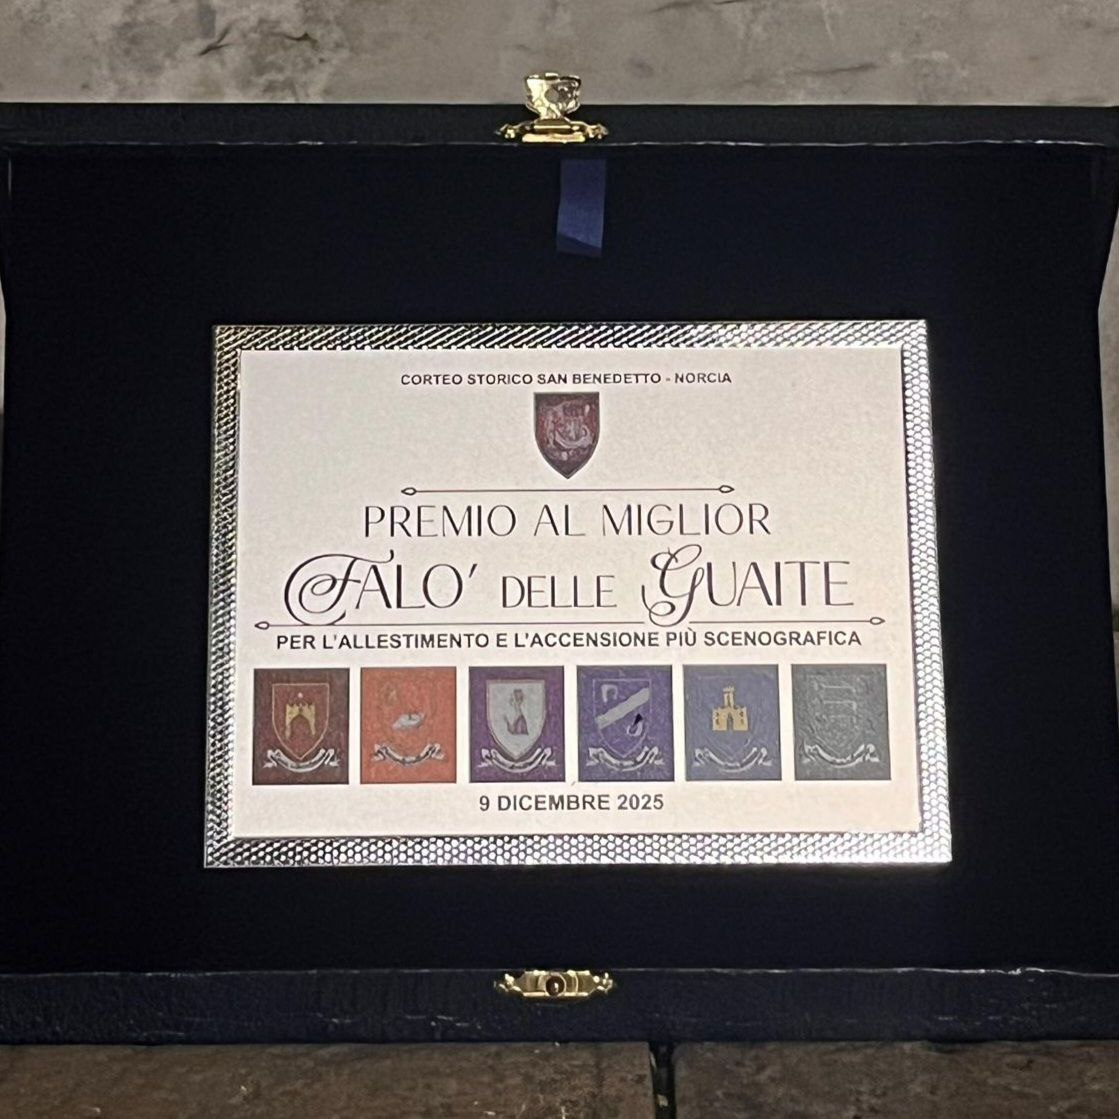 CORTEO STORICO SAN BENEDETTO - NORCIA
PREMIO AL MIGLIOR
FALO' DELLE GUAITE
PER L'ALLESTIMENTO E L'ACCENSIONE PIÙ SCENOGRAFICA
9 DICEMBRE 2025